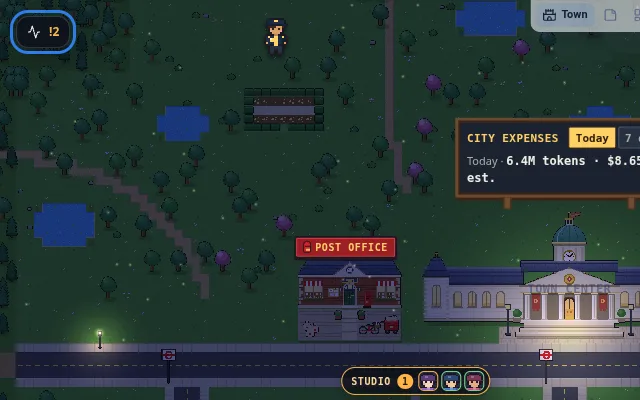 !2
Town
CITY EXPENSES Today 7
Today · 6.4M tokens · $8.65
est.
POST OFFICE
TOWN CENTER
STUDIO 1